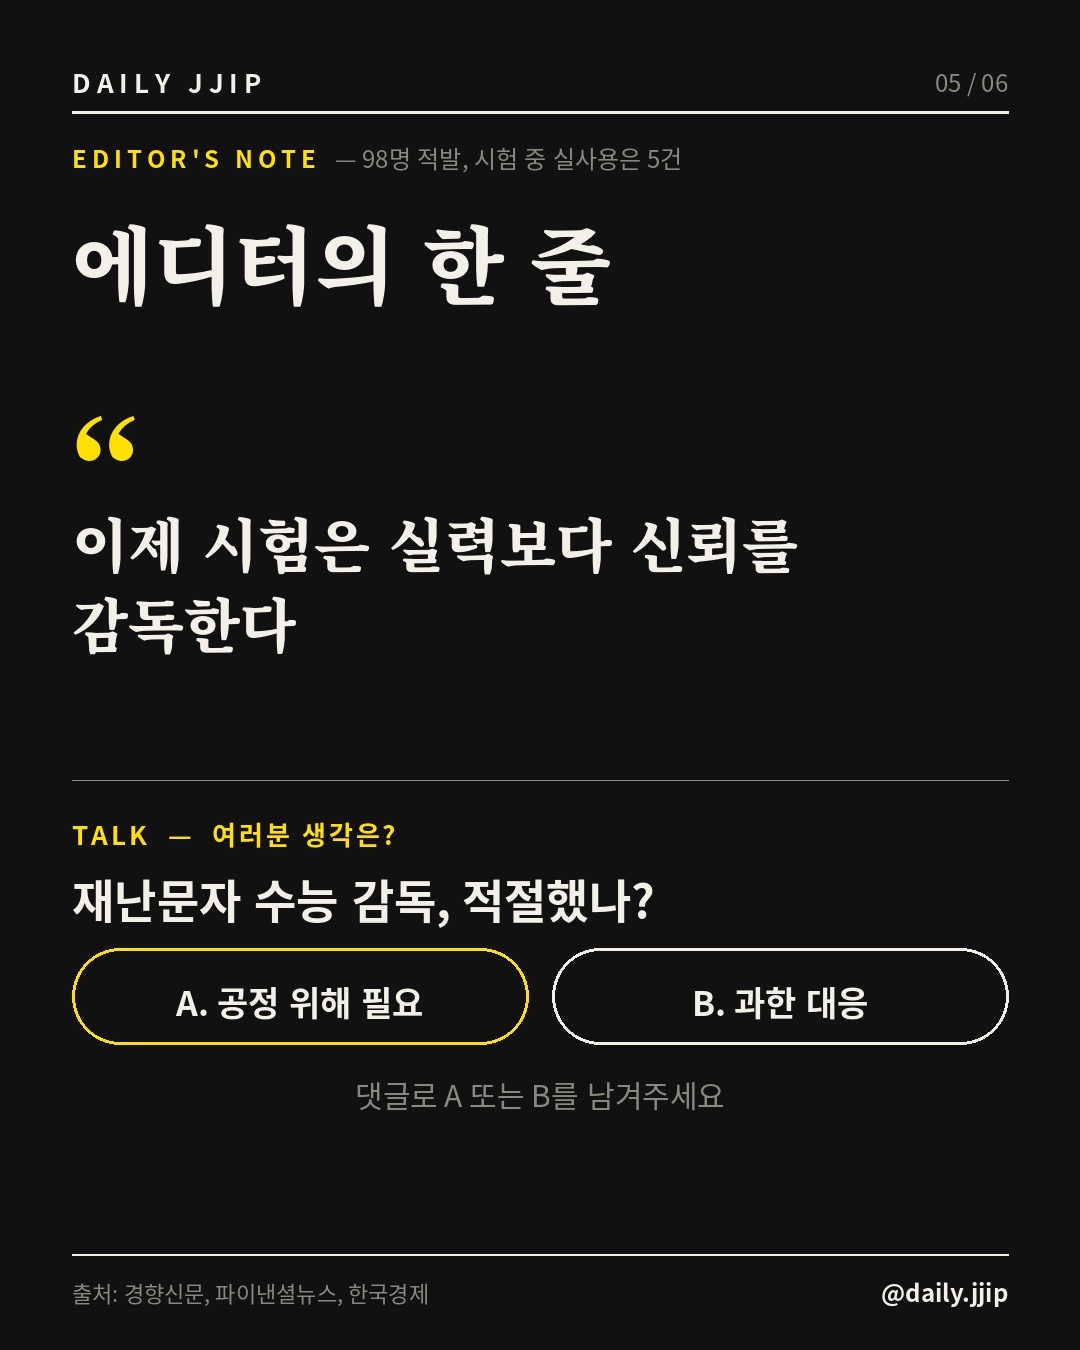 DAILY JJIP
05 / 06
EDITOR'S NOTE — 98명 적발, 시험 중 실사용은 5건
에디터의 한 줄
“
이제 시험은 실력보다 신뢰를
감독한다
TALK — 여러분 생각은?
재난문자 수능 감독, 적절했나?
A. 공정 위해 필요
B. 과한 대응
댓글로 A 또는 B를 남겨주세요
출처: 경향신문, 파이낸셜뉴스, 한국경제
@daily.jjip